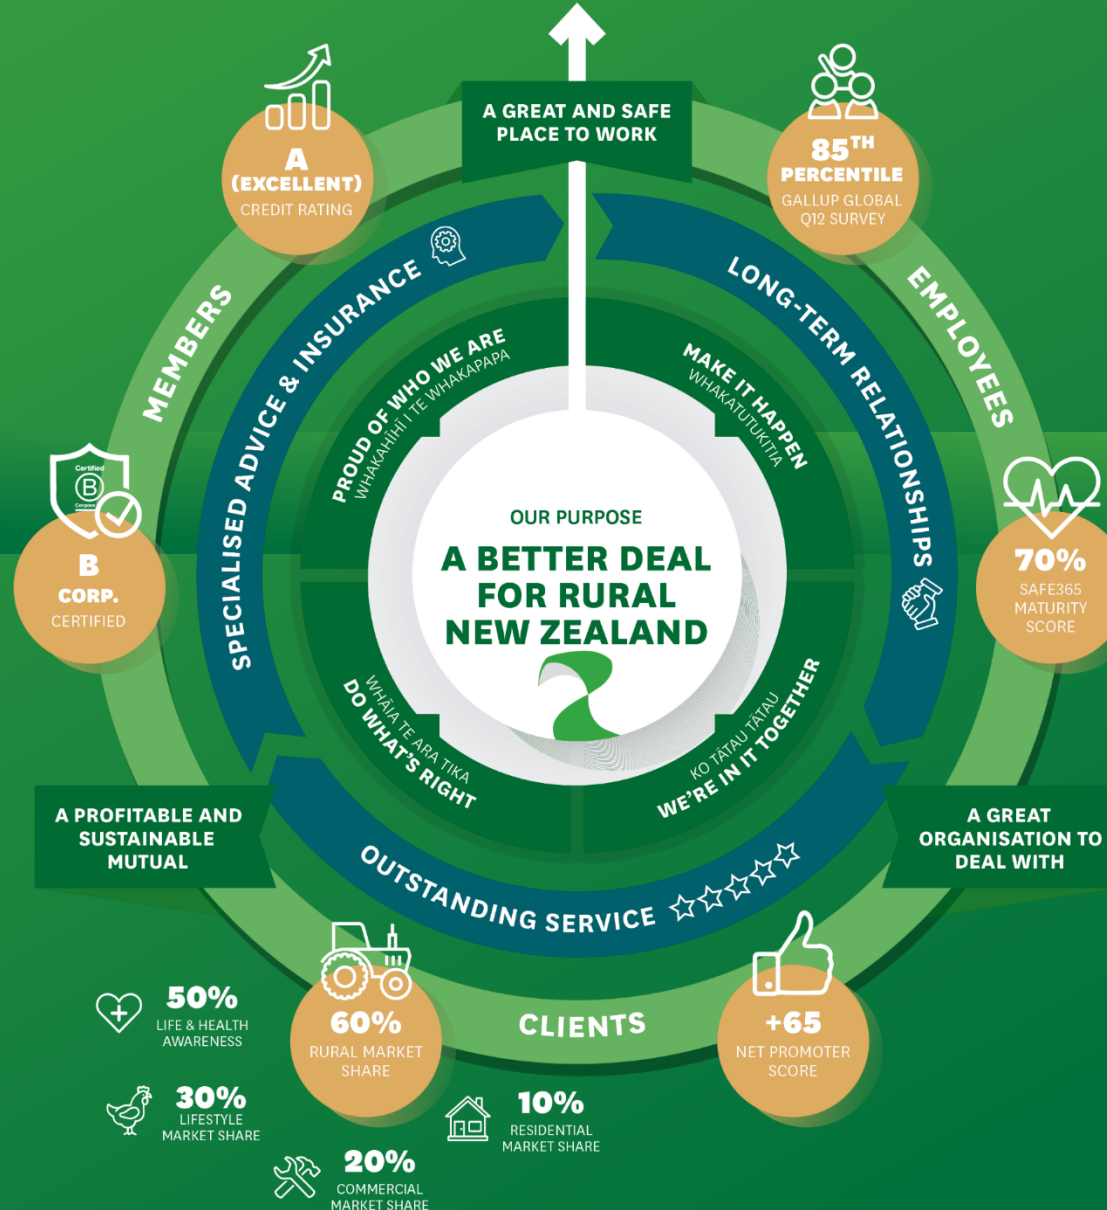 A GREAT AND SAFE
PLACE TO WORK
A
(EXCELLENT)
CREDIT RATING
85TH
PERCENTILE
GALLUP GLOBAL
Q12 SURVEY
MEMBERS
EMPLOYEES
SPECIALISED ADVICE & INSURANCE
LONG-TERM RELATIONSHIPS
PROUD OF WHO WE ARE
WHAKAHĪHĪ I TE WHAKAPAPA
MAKE IT HAPPEN
WHAKATUTUKITIA
Certified
B
Corporation
B
CORP.
CERTIFIED
70%
SAFE365
MATURITY
SCORE
OUR PURPOSE
A BETTER DEAL
FOR RURAL
NEW ZEALAND
WHĀIA TE ARA TIKA
DO WHAT'S RIGHT
KO TĀTAU TĀTAU
WE'RE IN IT TOGETHER
A PROFITABLE AND
SUSTAINABLE
MUTUAL
A GREAT
ORGANISATION TO
DEAL WITH
OUTSTANDING SERVICE
CLIENTS
60%
RURAL MARKET
SHARE
+65
NET PROMOTER
SCORE
50%
LIFE & HEALTH
AWARENESS
30%
LIFESTYLE
MARKET SHARE
10%
RESIDENTIAL
MARKET SHARE
20%
COMMERCIAL
MARKET SHARE